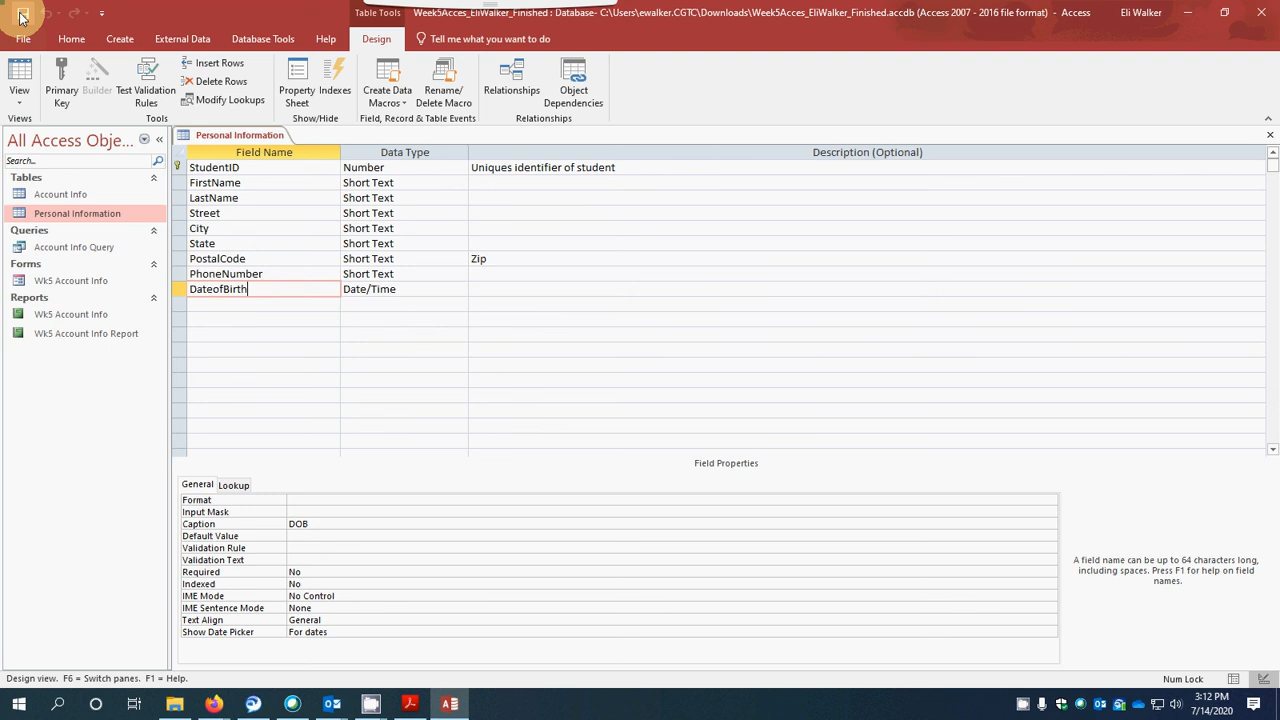 Table Tools
Week5Acces_EliWalker_Finished : Database- C:\Users\ewalker.CGTC\Downloads\Week5Acces_EliWalker_Finished.accdb (Access 2007 - 2016 file format) - Access
Eli Walker
File Home Create External Data Database Tools Help Design Tell me what you want to do
View
Views
Primary Key
Builder
Test Validation Rules
Insert Rows
Delete Rows
Modify Lookups
Tools
Property Sheet
Indexes
Show/Hide
Create Data Macros
Rename/ Delete Macro
Field, Record & Table Events
Relationships
Object Dependencies
Relationships
All Access Obje...
Search...
Tables
Account Info
Personal Information
Queries
Account Info Query
Forms
Wk5 Account Info
Reports
Wk5 Account Info
Wk5 Account Info Report
Personal Information
Field Name Data Type Description (Optional)
StudentID Number Uniques identifier of student
FirstName Short Text
LastName Short Text
Street Short Text
City Short Text
State Short Text
PostalCode Short Text Zip
PhoneNumber Short Text
DateofBirth Date/Time
Field Properties
General Lookup
Format
Input Mask
Caption DOB
Default Value
Validation Rule
Validation Text
Required No
Indexed No
IME Mode No Control
IME Sentence Mode None
Text Align General
Show Date Picker For dates
A field name can be up to 64 characters long,
including spaces. Press F1 for help on field
names.
Design view. F6 = Switch panes. F1 = Help.
Num Lock
3:12 PM
7/14/2020